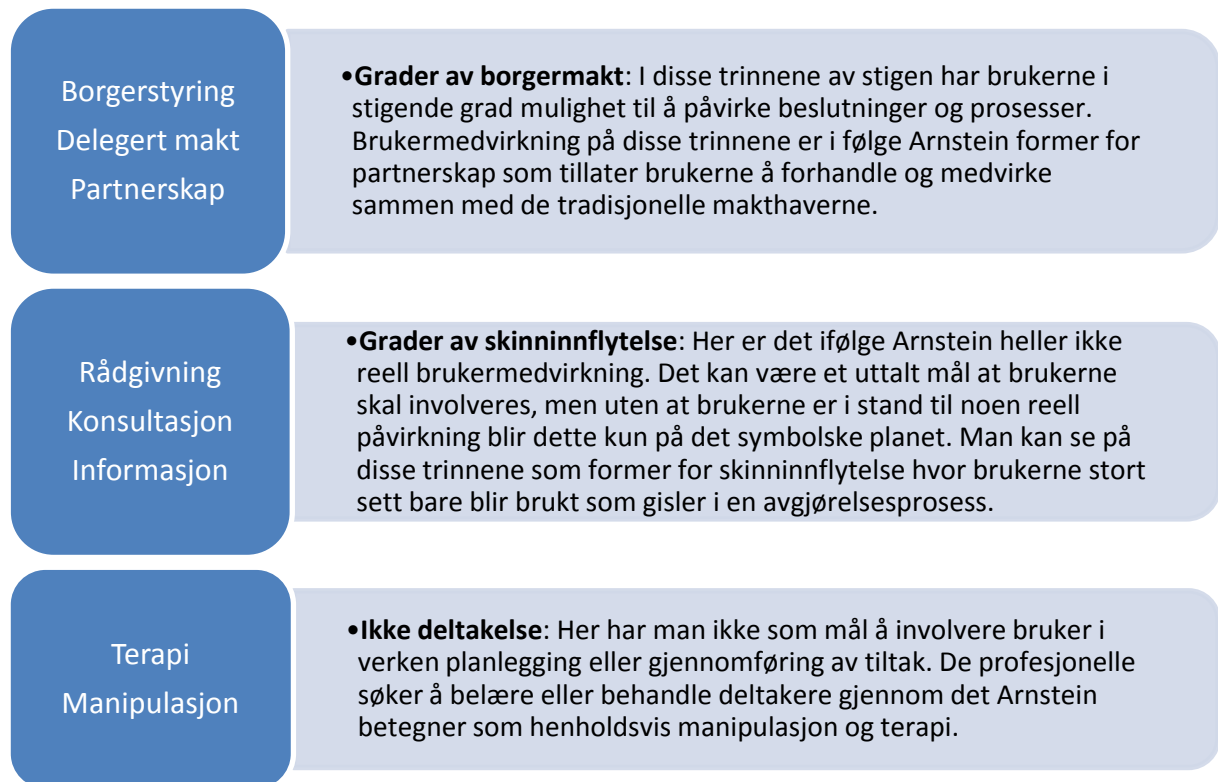 Borgerstyring
Delegert makt
Partnerskap
•Grader av borgermakt: I disse trinnene av stigen har brukerne i
stigende grad mulighet til å påvirke beslutninger og prosesser.
Brukermedvirkning på disse trinnene er i følge Arnstein former for
partnerskap som tillater brukerne å forhandle og medvirke
sammen med de tradisjonelle makthaverne.
Rådgivning
Konsultasjon
Informasjon
•Grader av skinninnflytelse: Her er det ifølge Arnstein heller ikke
reell brukermedvirkning. Det kan være et uttalt mål at brukerne
skal involveres, men uten at brukerne er i stand til noen reell
påvirkning blir dette kun på det symbolske planet. Man kan se på
disse trinnene som former for skinninnflytelse hvor brukerne stort
sett bare blir brukt som gisler i en avgjørelsesprosess.
Terapi
Manipulasjon
•Ikke deltakelse: Her har man ikke som mål å involvere bruker i
verken planlegging eller gjennomføring av tiltak. De profesjonelle
søker å belære eller behandle deltakere gjennom det Arnstein
betegner som henholdsvis manipulasjon og terapi.